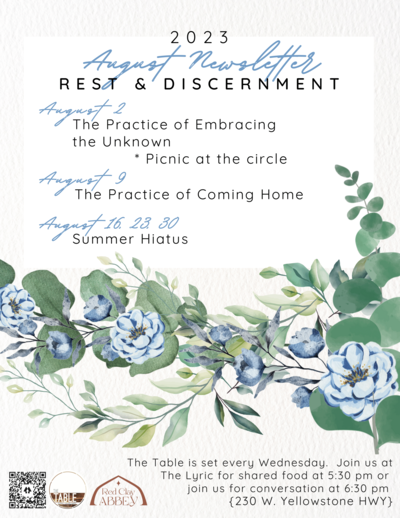 2023
August Newsletter
REST & DISCERNMENT
August 2
The Practice of Embracing
the Unknown
* Picnic at the circle
August 9
The Practice of Coming Home
August 16, 23, 30
Summer Hiatus
The Table is set every Wednesday. Join us at
The Lyric for shared food at 5:30 pm or
join us for conversation at 6:30 pm
{230 W. Yellowstone HWY}
THE
TABLE
Red Clay
ABBEY